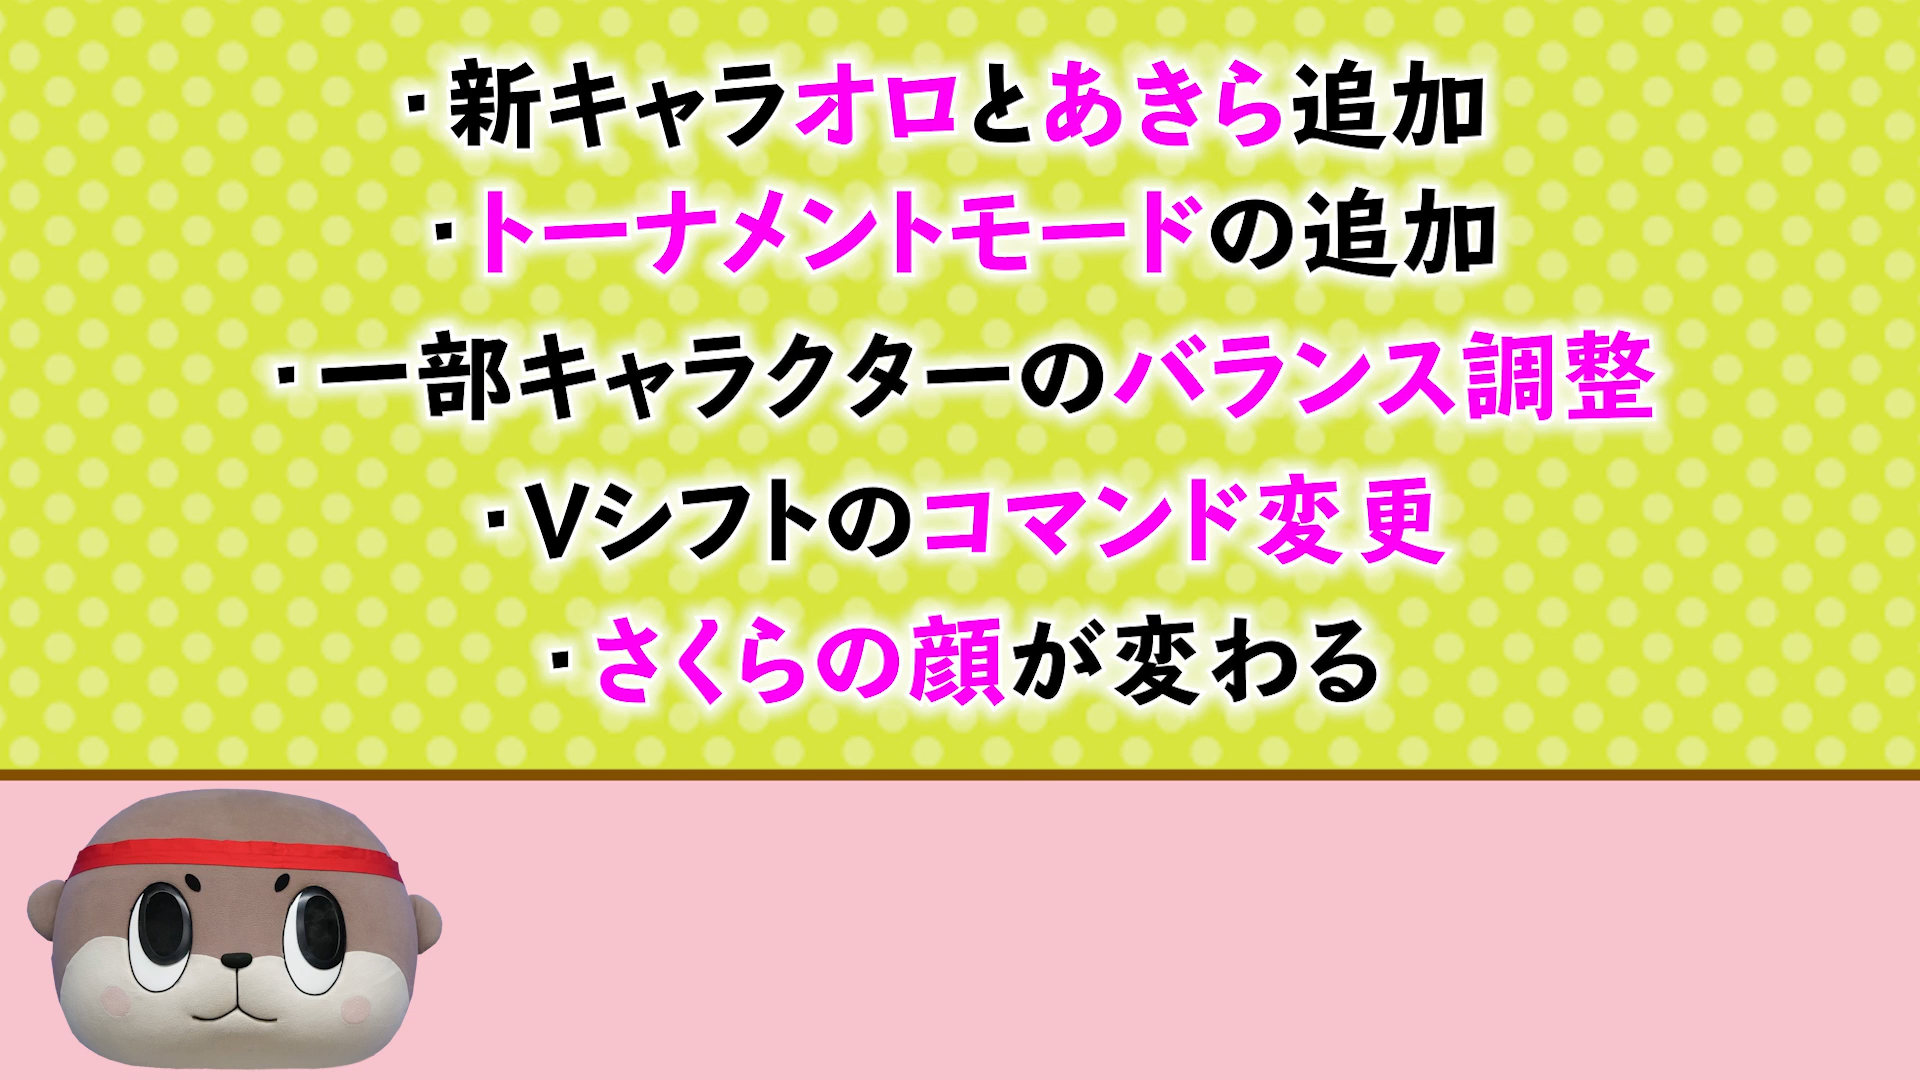 ・新キャラオロとあきら追加
・トーナメントモードの追加
・一部キャラクターのバランス調整
・Vシフトのコマンド変更
・さくらの顔が変わる